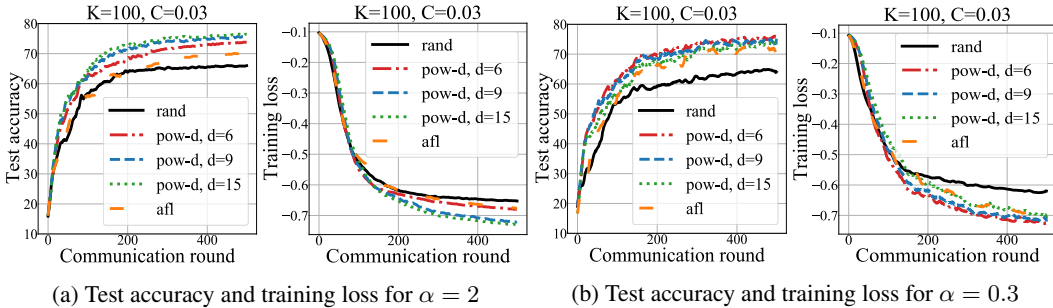 K=100, C=0.03
Test accuracy
80
70
60
50
40
30
20
10
rand
pow-d, d=6
pow-d, d=9
pow-d, d=15
afl
0 200 400
Communication round
K=100, C=0.03
Training loss
−0.1
−0.2
−0.3
−0.4
−0.5
−0.6
−0.7
rand
pow-d, d=6
pow-d, d=9
pow-d, d=15
afl
0 200 400
Communication round
(a) Test accuracy and training loss for α = 2
K=100, C=0.03
Test accuracy
80
70
60
50
40
30
20
10
rand
pow-d, d=6
pow-d, d=9
pow-d, d=15
afl
0 200 400
Communication round
K=100, C=0.03
Training loss
−0.1
−0.2
−0.3
−0.4
−0.5
−0.6
−0.7
rand
pow-d, d=6
pow-d, d=9
pow-d, d=15
afl
0 200 400
Communication round
(b) Test accuracy and training loss for α = 0.3